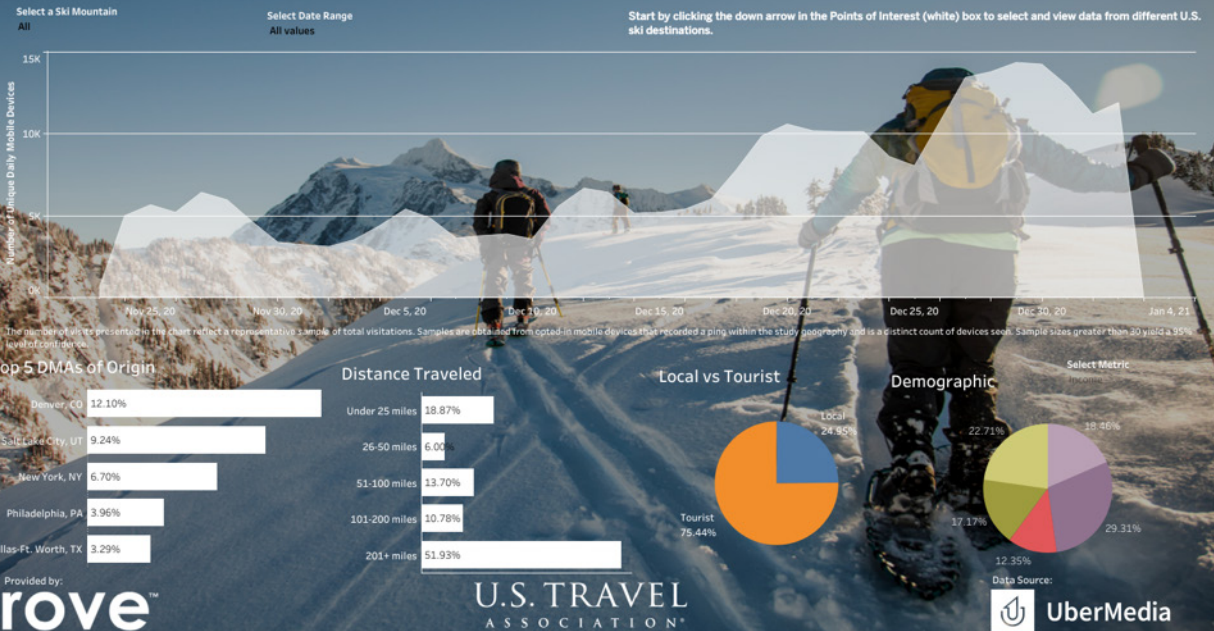 Select a Ski Mountain
All
Select Date Range
All values
Start by clicking the down arrow in the Points of Interest (white) box to select and view data from different U.S.
ski destinations.
Number of Unique Daily Mobile Devices
15K
10K
5K
0K
Nov 25, 20
Nov 30, 20
Dec 5, 20
Dec 10, 20
Dec 15, 20
Dec 20, 20
Dec 25, 20
Dec 30, 20
Jan 4, 21
The number of visits presented in the chart reflect a representative sample of total visitations. Samples are obtained from opted-in mobile devices that recorded a ping within the study geography and is a distinct count of devices seen. Sample sizes greater than 30 yield a 95%
level of confidence.
op 5 DMAs of Origin
Denver, CO 12.10%
Salt Lake City, UT 9.24%
New York, NY 6.70%
Philadelphia, PA 3.96%
llas-Ft. Worth, TX 3.29%
Distance Traveled
Under 25 miles 18.87%
26-50 miles 6.00%
51-100 miles 13.70%
101-200 miles 10.78%
201+ miles 51.93%
Local vs Tourist
Local
24.95%
Tourist
75.44%
Demographic
Select Metric
22.71%
18.46%
17.17%
29.31%
12.35%
Provided by:
rove™
U.S. TRAVEL
ASSOCIATION®
Data Source:
UberMedia